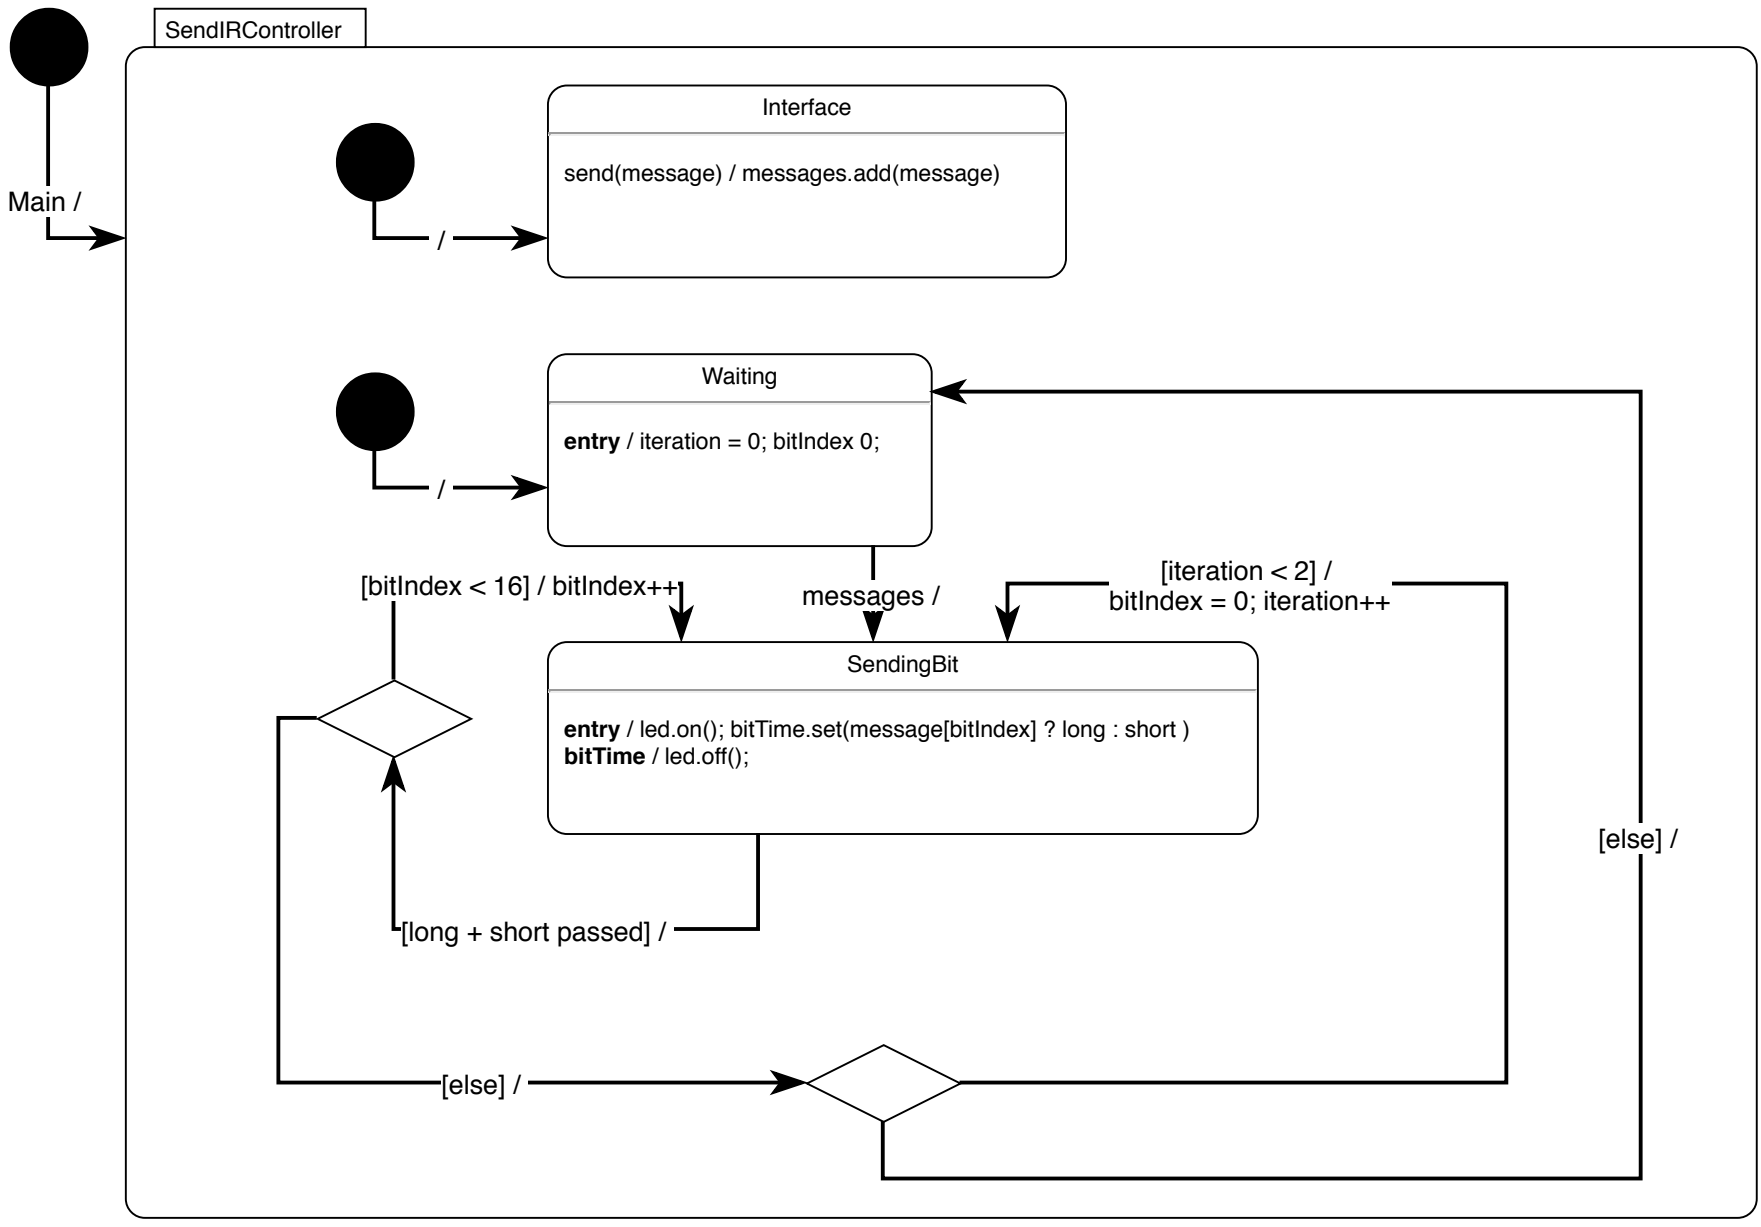 SendIRController
Main /
Interface
send(message) / messages.add(message)
/
Waiting
entry / iteration = 0; bitIndex 0;
/
[bitIndex < 16] / bitIndex++
messages /
[iteration < 2] /
bitIndex = 0; iteration++
SendingBit
entry / led.on(); bitTime.set(message[bitIndex] ? long : short )
bitTime / led.off();
[else] /
[long + short passed] /
[else] /